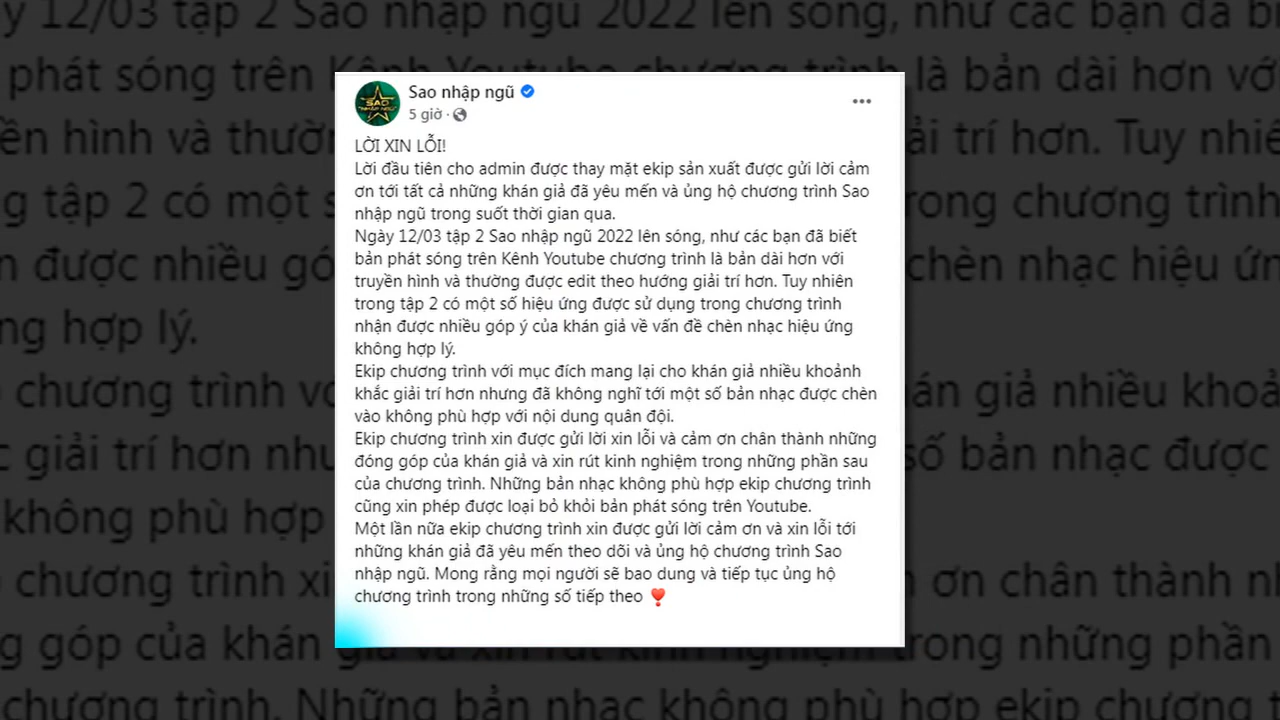 Sao nhập ngũ
5 giờ ·
LỜI XIN LỖI!
Lời đầu tiên cho admin được thay mặt ekip sản xuất được gửi lời cảm
ơn tới tất cả những khán giả đã yêu mến và ủng hộ chương trình Sao
nhập ngũ trong suốt thời gian qua.
Ngày 12/03 tập 2 Sao nhập ngũ 2022 lên sóng, như các bạn đã biết
bản phát sóng trên Kênh Youtube chương trình là bản dài hơn với
truyền hình và thường được edit theo hướng giải trí hơn. Tuy nhiên
trong tập 2 có một số hiệu ứng được sử dụng trong chương trình
nhận được nhiều góp ý của khán giả về vấn đề chèn nhạc hiệu ứng
không hợp lý.
Ekip chương trình với mục đích mang lại cho khán giả nhiều khoảnh
khắc giải trí hơn nhưng đã không nghĩ tới một số bản nhạc được chèn
vào không phù hợp với nội dung quân đội.
Ekip chương trình xin được gửi lời xin lỗi và cảm ơn chân thành những
đóng góp của khán giả và xin rút kinh nghiệm trong những phần sau
của chương trình. Những bản nhạc không phù hợp ekip chương trình
cũng xin phép được loại bỏ khỏi bản phát sóng trên Youtube.
Một lần nữa ekip chương trình xin được gửi lời cảm ơn và xin lỗi tới
những khán giả đã yêu mến theo dõi và ủng hộ chương trình Sao
nhập ngũ. Mong rằng mọi người sẽ bao dung và tiếp tục ủng hộ
chương trình trong những số tiếp theo ❣️